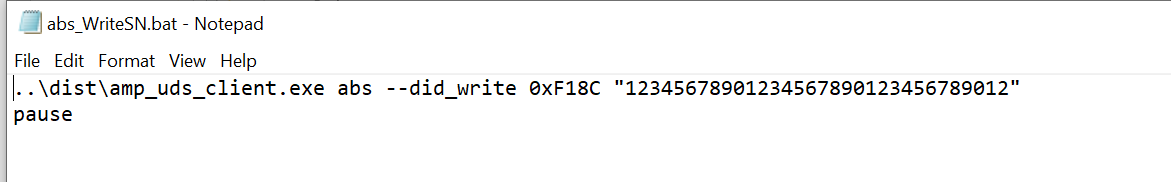 abs_WriteSN.bat - Notepad
File Edit Format View Help
..\dist\amp_uds_client.exe abs --did_write 0xF18C "12345678901234567890123456789012"
pause